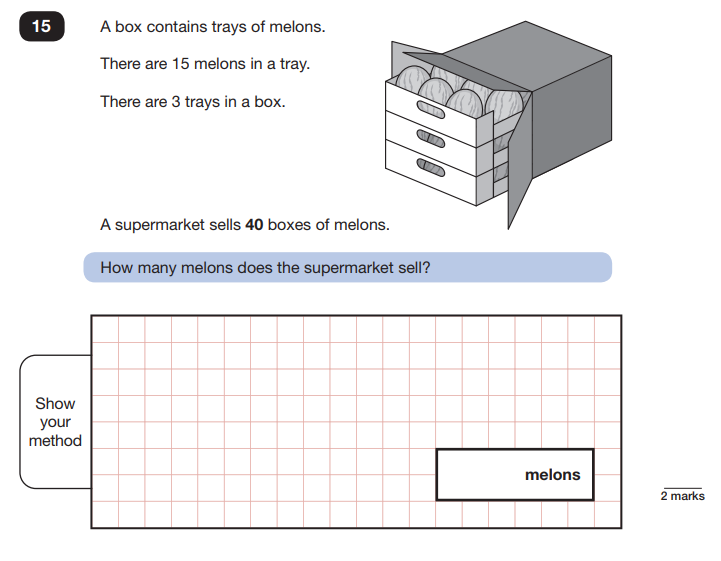 15
A box contains trays of melons.
There are 15 melons in a tray.
There are 3 trays in a box.
A supermarket sells 40 boxes of melons.
How many melons does the supermarket sell?
Show
your
method
melons
2 marks